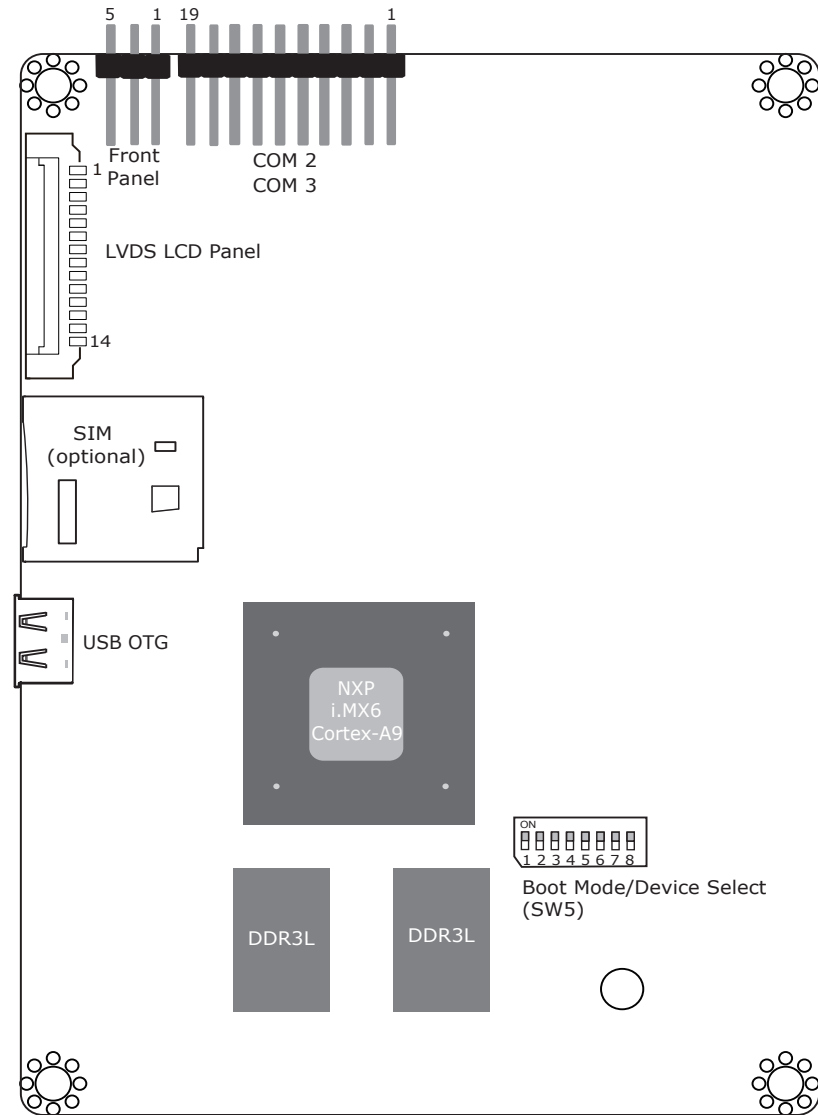 5 1 19 1
Front
Panel
COM 2
COM 3
1
LVDS LCD Panel
14
SIM
(optional)
USB OTG
NXP
i.MX6
Cortex-A9
ON
1 2 3 4 5 6 7 8
Boot Mode/Device Select
(SW5)
DDR3L
DDR3L